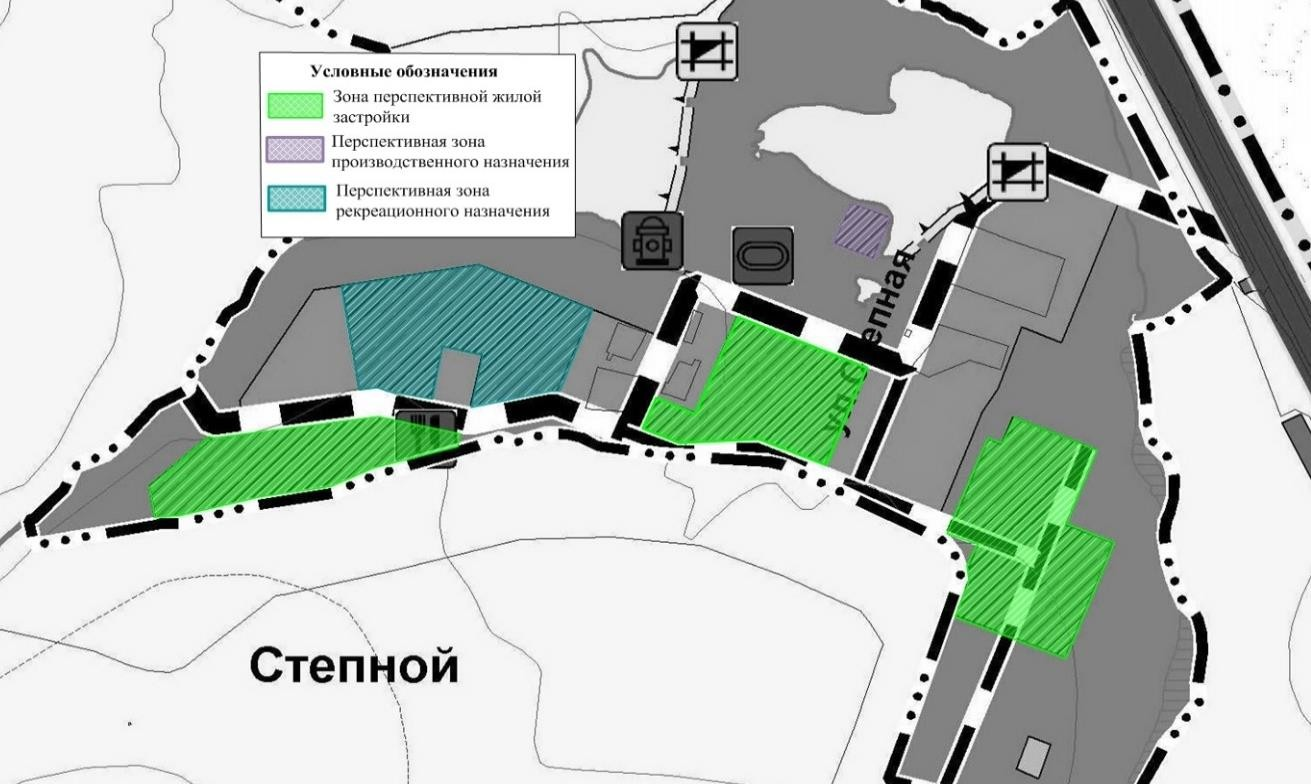 Условные обозначения
Зона перспективной жилой
застройки
Перспективная зона
производственного назначения
Перспективная зона
рекреационного назначения
Степной